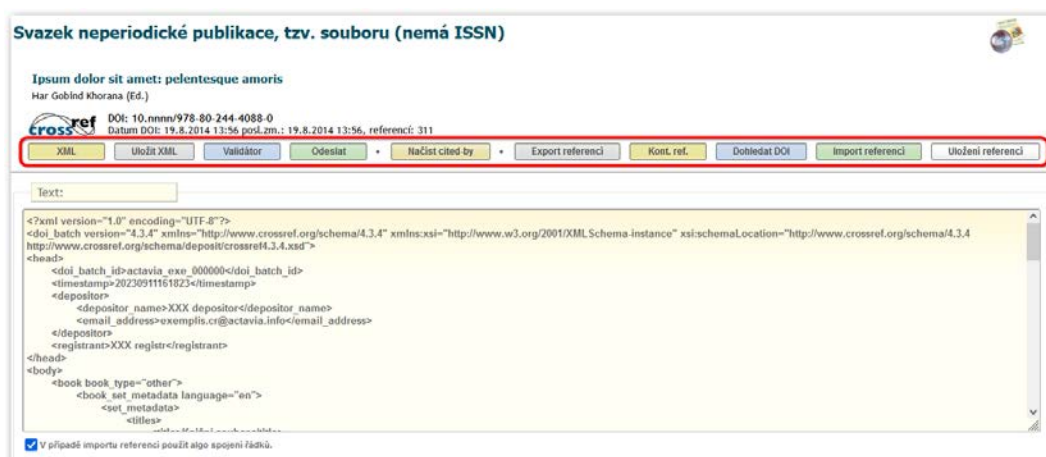 Svazek neperiodické publikace, tzv. souboru (nemá ISSN)
Ipsum dolor sit amet: pelentesque amoris
Har Gobind Khorana (Ed.)
crossref
DOI: 10.nnnn/978-80-244-4088-0
Datum DOI: 19.8.2014 13:56 posl.zm.: 19.8.2014 13:56, referencí: 311
XML Uložit XML Validátor Odeslat • Načíst cited-by • Export referencí Kont. ref. Dohledat DOI Import referencí Uložení referencí
Text:
<?xml version="1.0" encoding="UTF-8"?>
<doi_batch version="4.3.4" xmlns="http://www.crossref.org/schema/4.3.4" xmlns:xsi="http://www.w3.org/2001/XMLSchema-instance" xsi:schemaLocation="http://www.crossref.org/schema/4.3.4
http://www.crossref.org/schema/deposit/crossref4.3.4.xsd">
<head>
<doi_batch_id>actavia_exe_000000</doi_batch_id>
<timestamp>20230911161823</timestamp>
<depositor>
<depositor_name>XXX depositor</depositor_name>
<email_address>exemplis.cr@actavia.info</email_address>
</depositor>
<registrant>XXX registr</registrant>
</head>
<body>
<book book_type="other">
<book_set_metadata language="en">
<set_metadata>
<titles>
V případě importu referencí použít algo spojení řádků.